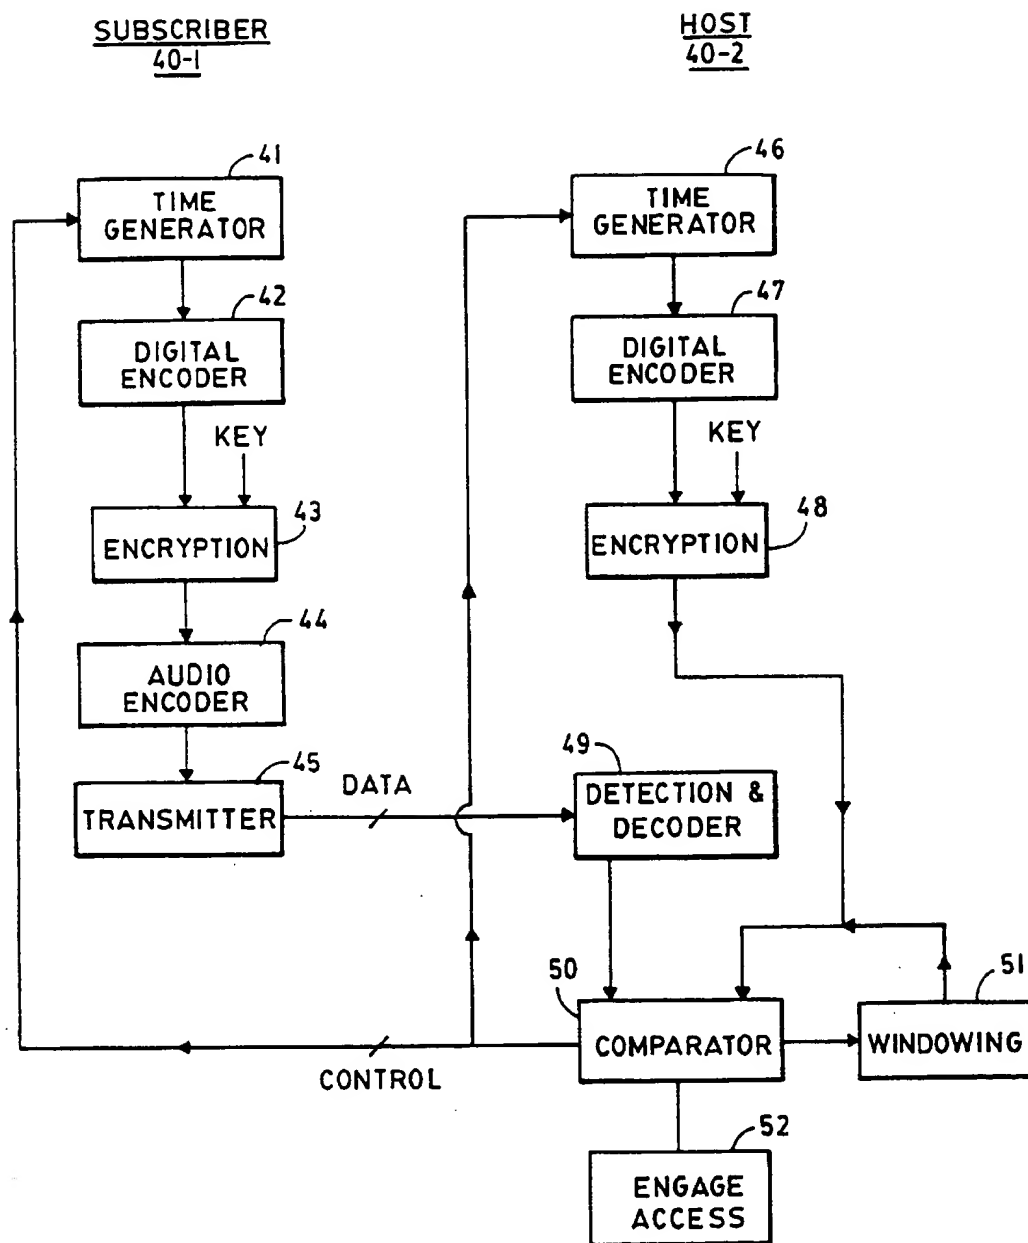 SUBSCRIBER
40-1
HOST
40-2
41
TIME
GENERATOR
46
TIME
GENERATOR
42
DIGITAL
ENCODER
47
DIGITAL
ENCODER
KEY
KEY
43
ENCRYPTION
48
ENCRYPTION
44
AUDIO
ENCODER
45
TRANSMITTER
DATA
49
DETECTION &
DECODER
50
COMPARATOR
51
WINDOWING
CONTROL
52
ENGAGE
ACCESS